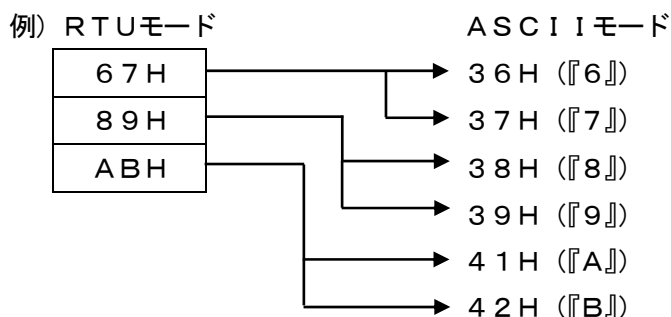 例）ＲＴＵモード　ＡＳＣＩＩモード
６７Ｈ　３６Ｈ（『６』）
３７Ｈ（『７』）
８９Ｈ　３８Ｈ（『８』）
ＡＢＨ　３９Ｈ（『９』）
４１Ｈ（『Ａ』）
４２Ｈ（『Ｂ』）